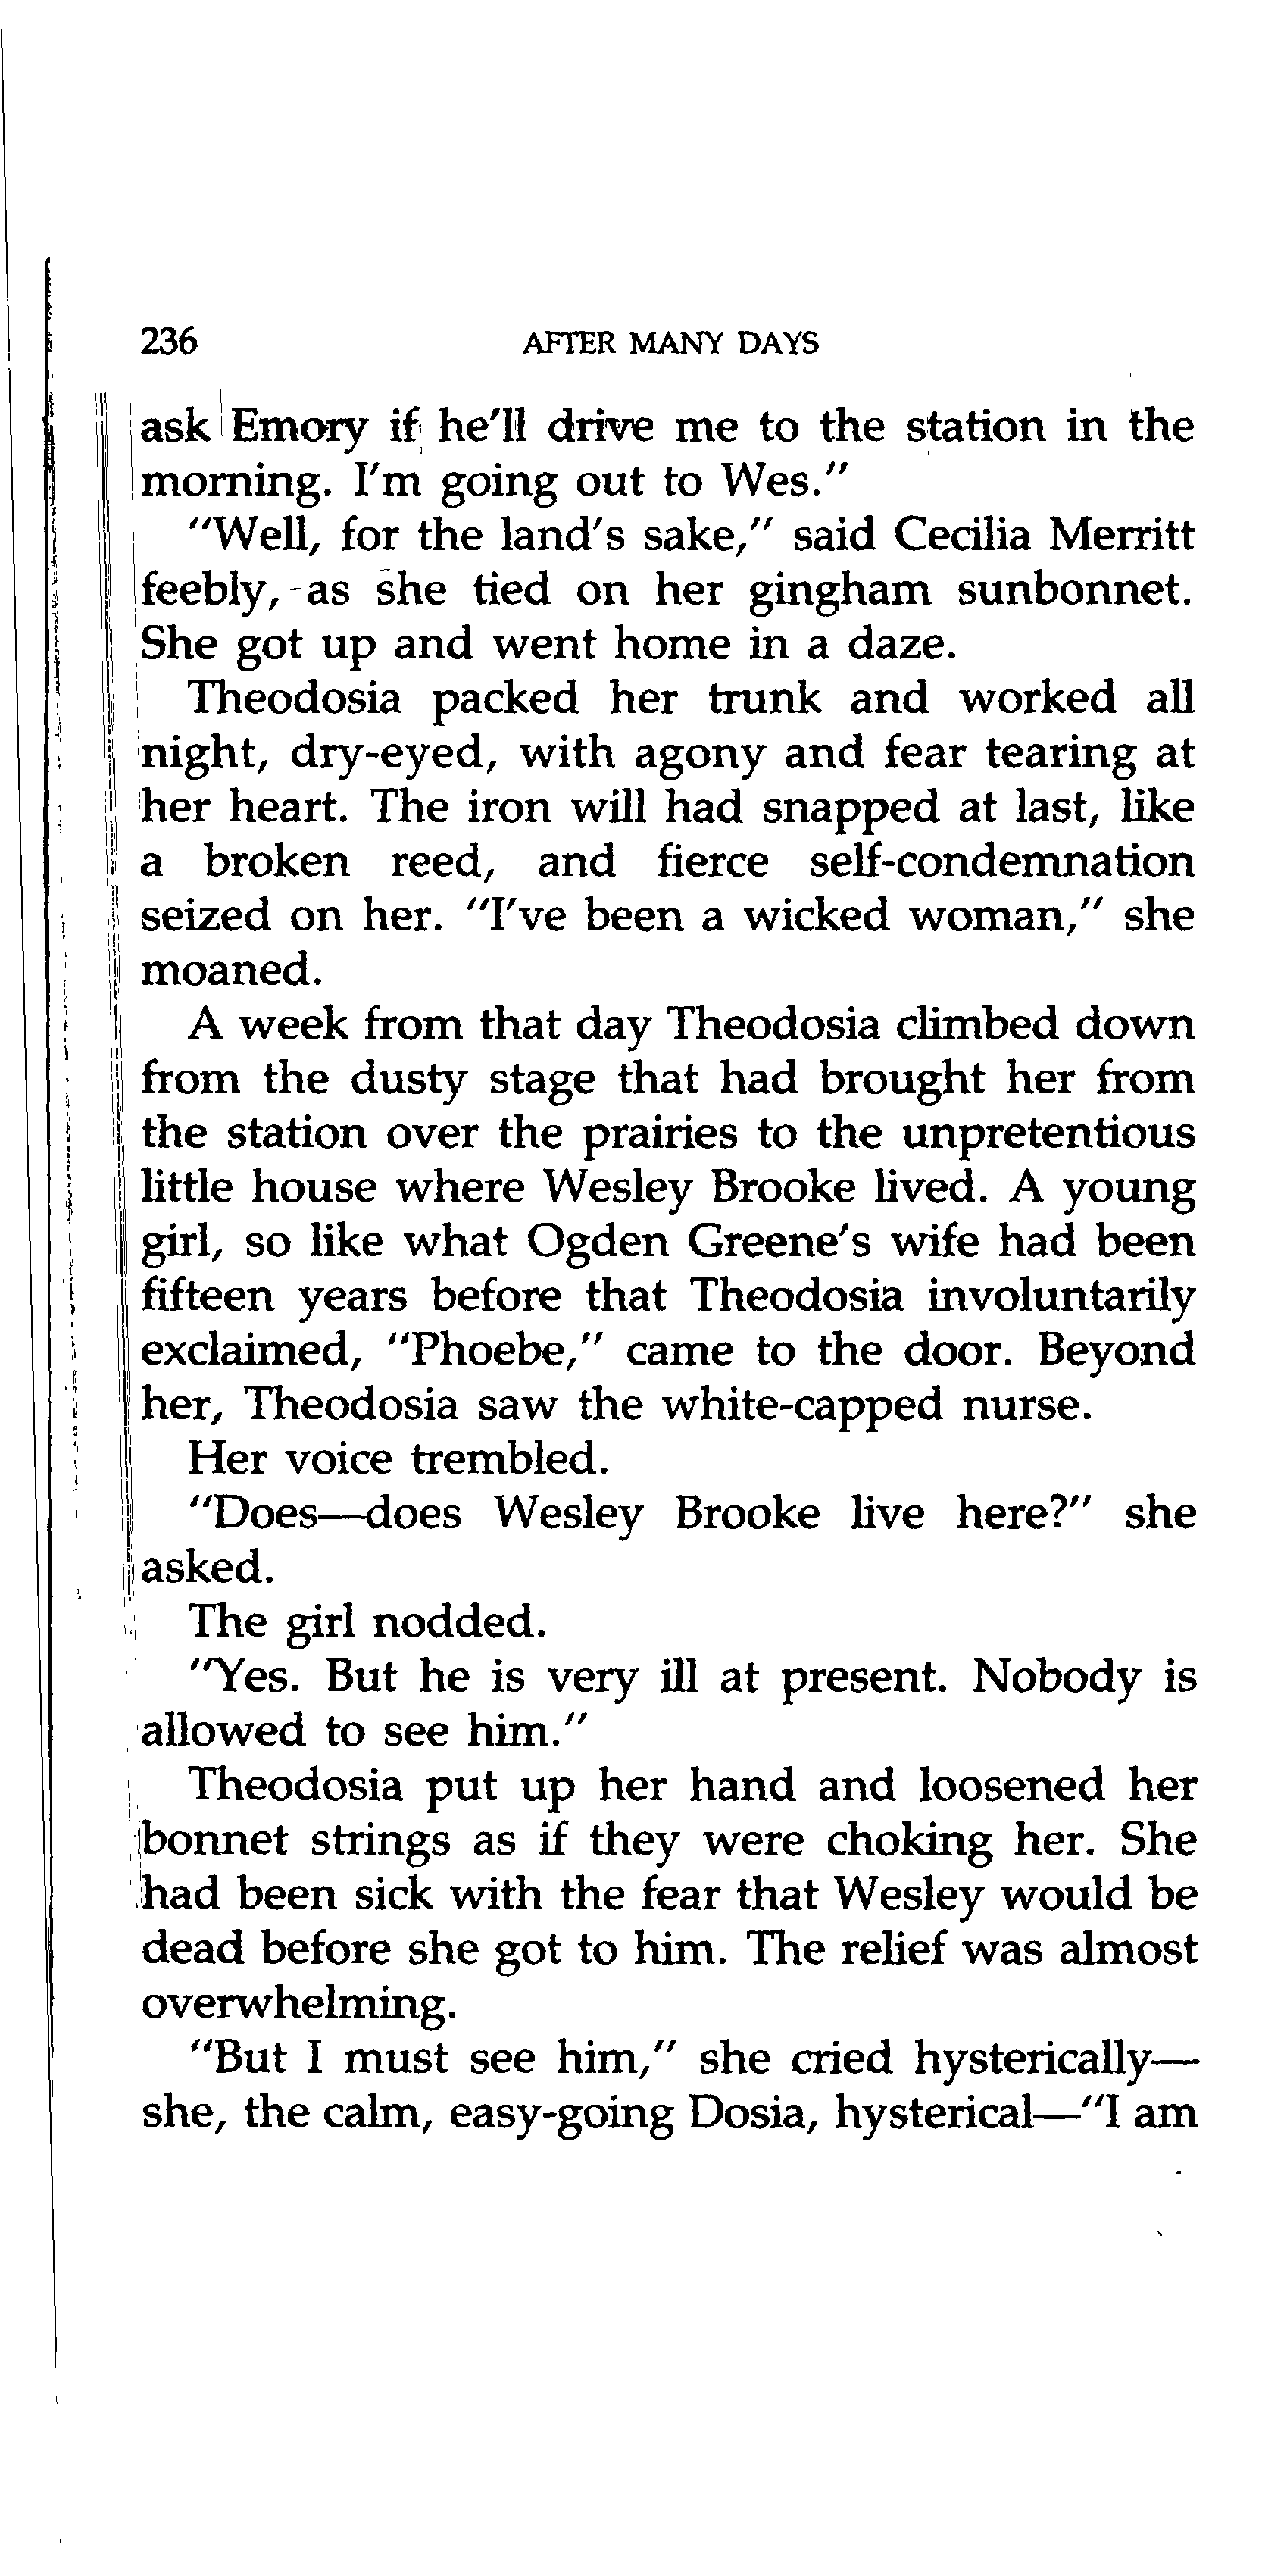 236 AFTER MANY DAYS
ask Emory if he'll drive me to the station in the
morning. I'm going out to Wes."
"Well, for the land's sake," said Cecilia Merritt
feebly, as she tied on her gingham sunbonnet.
She got up and went home in a daze.
Theodosia packed her trunk and worked all
night, dry-eyed, with agony and fear tearing at
her heart. The iron will had snapped at last, like
a broken reed, and fierce self-condemnation
seized on her. "I've been a wicked woman," she
moaned.
A week from that day Theodosia climbed down
from the dusty stage that had brought her from
the station over the prairies to the unpretentious
little house where Wesley Brooke lived. A young
girl, so like what Ogden Greene's wife had been
fifteen years before that Theodosia involuntarily
exclaimed, "Phoebe," came to the door. Beyond
her, Theodosia saw the white-capped nurse.
Her voice trembled.
"Does—does Wesley Brooke live here?" she
asked.
The girl nodded.
"Yes. But he is very ill at present. Nobody is
allowed to see him."
Theodosia put up her hand and loosened her
bonnet strings as if they were choking her. She
had been sick with the fear that Wesley would be
dead before she got to him. The relief was almost
overwhelming.
"But I must see him," she cried hysterically—
she, the calm, easy-going Dosia, hysterical—"I am